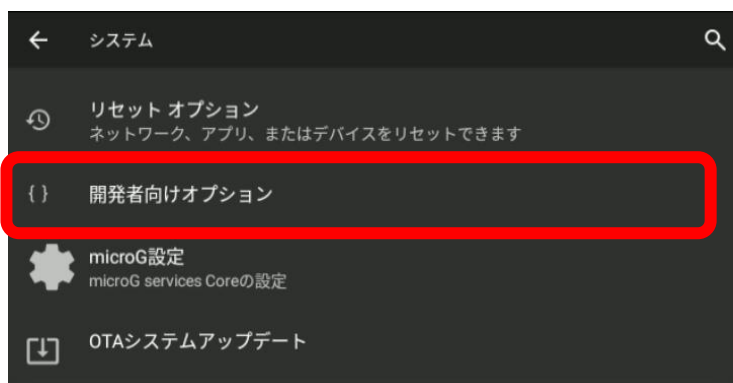 システム
リセット オプション
ネットワーク、アプリ、またはデバイスをリセットできます
{ } 開発者向けオプション
microG設定
microG services Coreの設定
OTAシステムアップデート